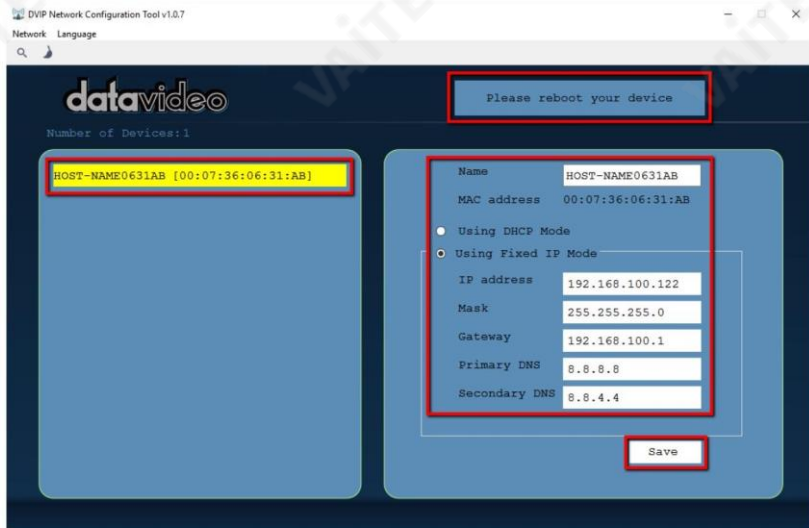 DVIP Network Configuration Tool v1.0.7
Network Language
datavideo
Please reboot your device
Number of Devices:1
HOST-NAME0631AB [00:07:36:06:31:AB]
Name HOST-NAME0631AB
MAC address 00:07:36:06:31:AB
Using DHCP Mode
Using Fixed IP Mode
IP address 192.168.100.122
Mask 255.255.255.0
Gateway 192.168.100.1
Primary DNS 8.8.8.8
Secondary DNS 8.8.4.4
Save